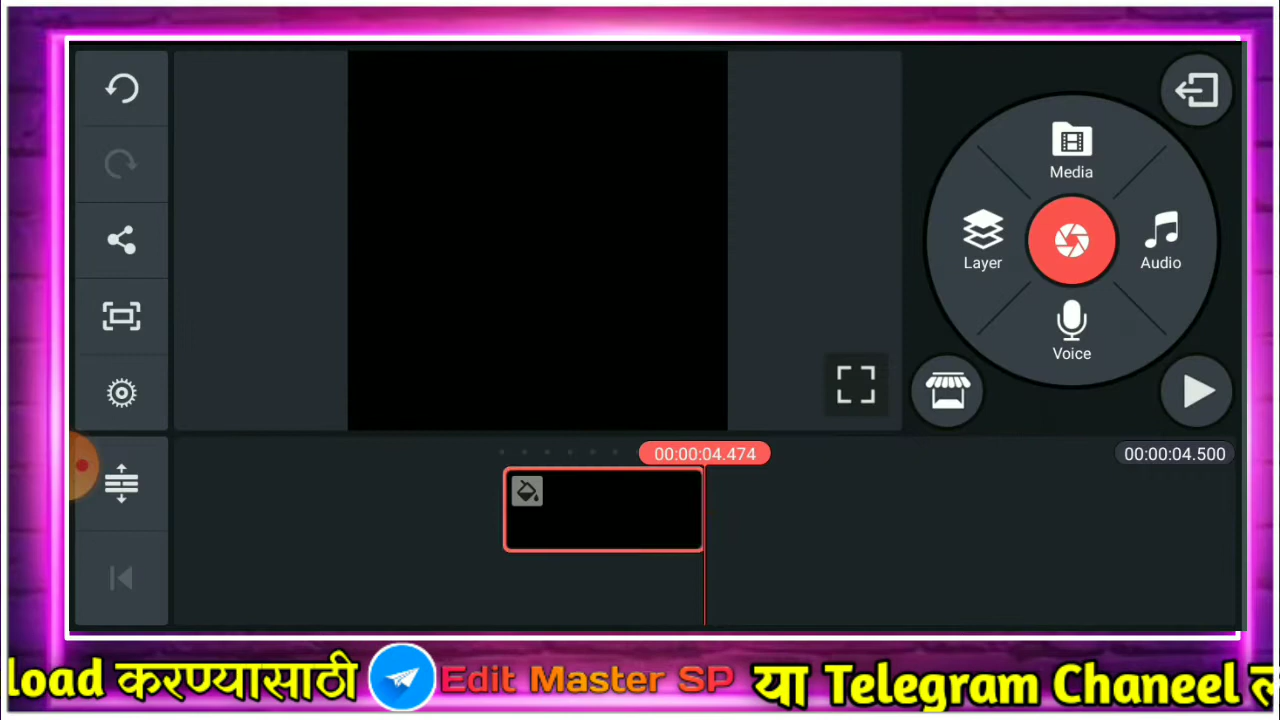 Media
Layer
Audio
Voice
00:00:04.474
00:00:04.500
load करण्यासाठी Edit Master SP या Telegram Chaneel